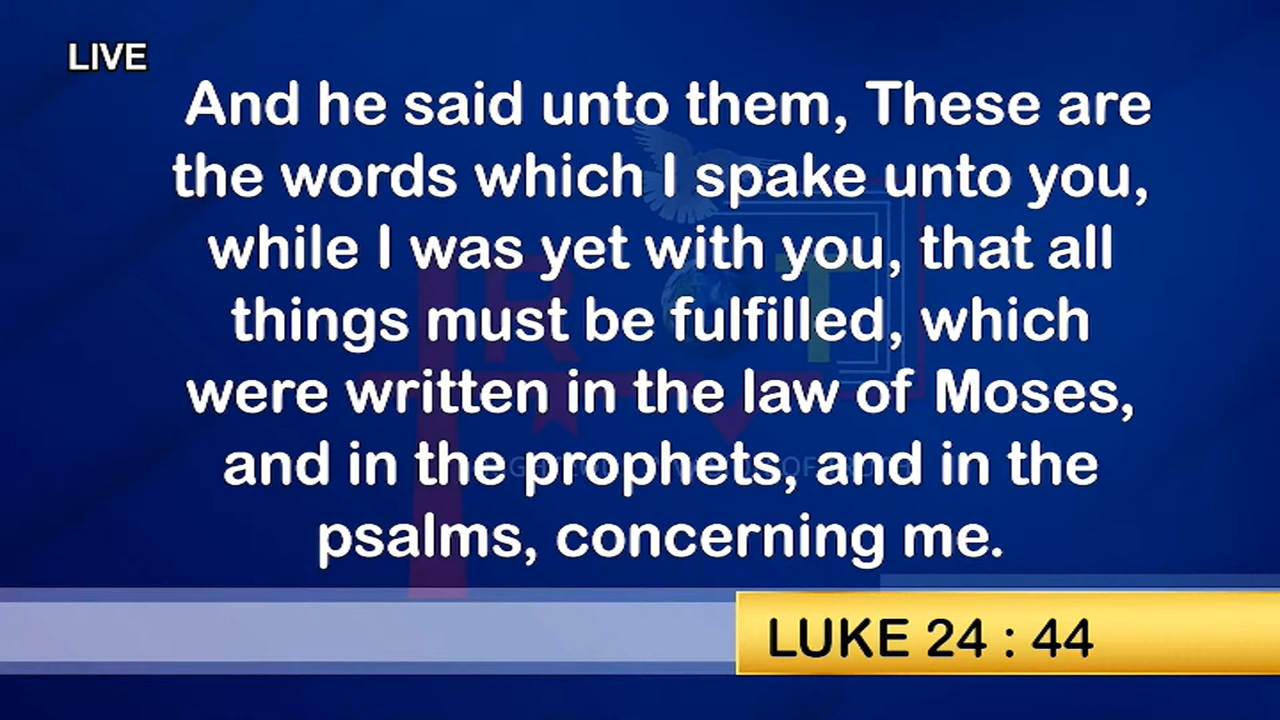 LIVE
And he said unto them, These are
the words which I spake unto you,
while I was yet with you, that all
things must be fulfilled, which
were written in the law of Moses,
and in the prophets, and in the
psalms, concerning me.
LUKE 24 : 44